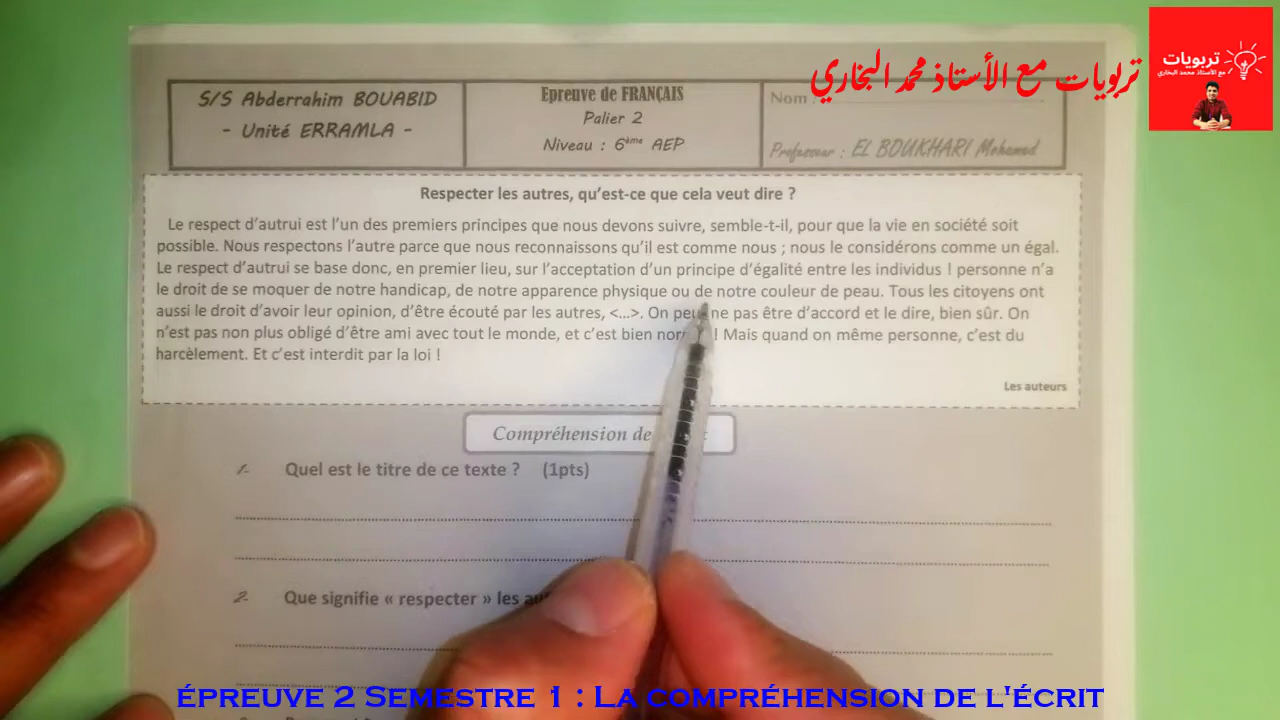 تربويات مع الأستاذ محمد البخاري
تربويات
مع الأستاذ محمد البخاري
S/S Abderrahim BOUABID
- Unité ERRAMLA -
Epreuve de FRANÇAIS
Palier 2
Niveau : 6ème AEP
Nom :
Professeur : EL BOUKHARI Mohamed
Respecter les autres, qu'est-ce que cela veut dire ?
Le respect d'autrui est l'un des premiers principes que nous devons suivre, semble-t-il, pour que la vie en société soit
possible. Nous respectons l'autre parce que nous reconnaissons qu'il est comme nous ; nous le considérons comme un égal.
Le respect d'autrui se base donc, en premier lieu, sur l'acceptation d'un principe d'égalité entre les individus ! personne n'a
le droit de se moquer de notre handicap, de notre apparence physique ou de notre couleur de peau. Tous les citoyens ont
aussi le droit d'avoir leur opinion, d'être écouté par les autres, <...>. On peu ne pas être d'accord et le dire, bien sûr. On
n'est pas non plus obligé d'être ami avec tout le monde, et c'est bien nor ! Mais quand on même personne, c'est du
harcèlement. Et c'est interdit par la loi !
Les auteurs
Compréhension de
1. Quel est le titre de ce texte ? (1pts)
2. Que signifie « respecter » les au
épreuve 2 Semestre 1 : La compréhension de l'écrit